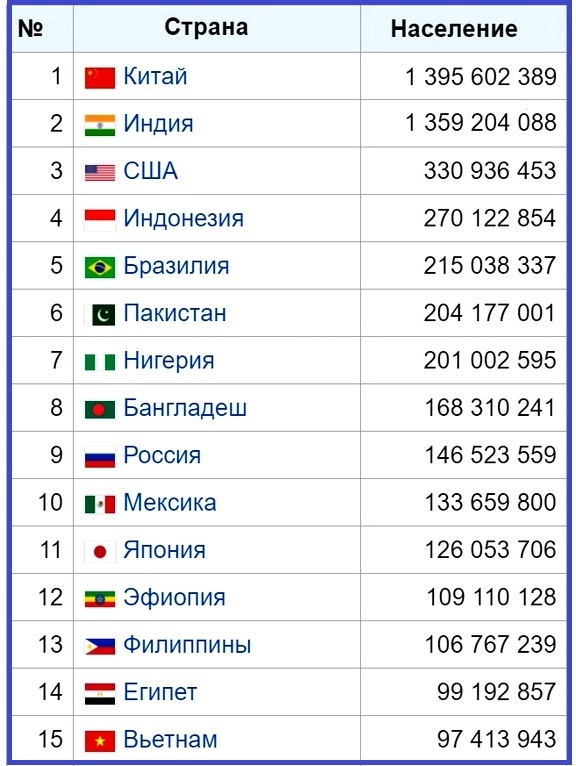 № Страна Население
1 Китай 1 395 602 389
2 Индия 1 359 204 088
3 США 330 936 453
4 Индонезия 270 122 854
5 Бразилия 215 038 337
6 Пакистан 204 177 001
7 Нигерия 201 002 595
8 Бангладеш 168 310 241
9 Россия 146 523 559
10 Мексика 133 659 800
11 Япония 126 053 706
12 Эфиопия 109 110 128
13 Филиппины 106 767 239
14 Египет 99 192 857
15 Вьетнам 97 413 943